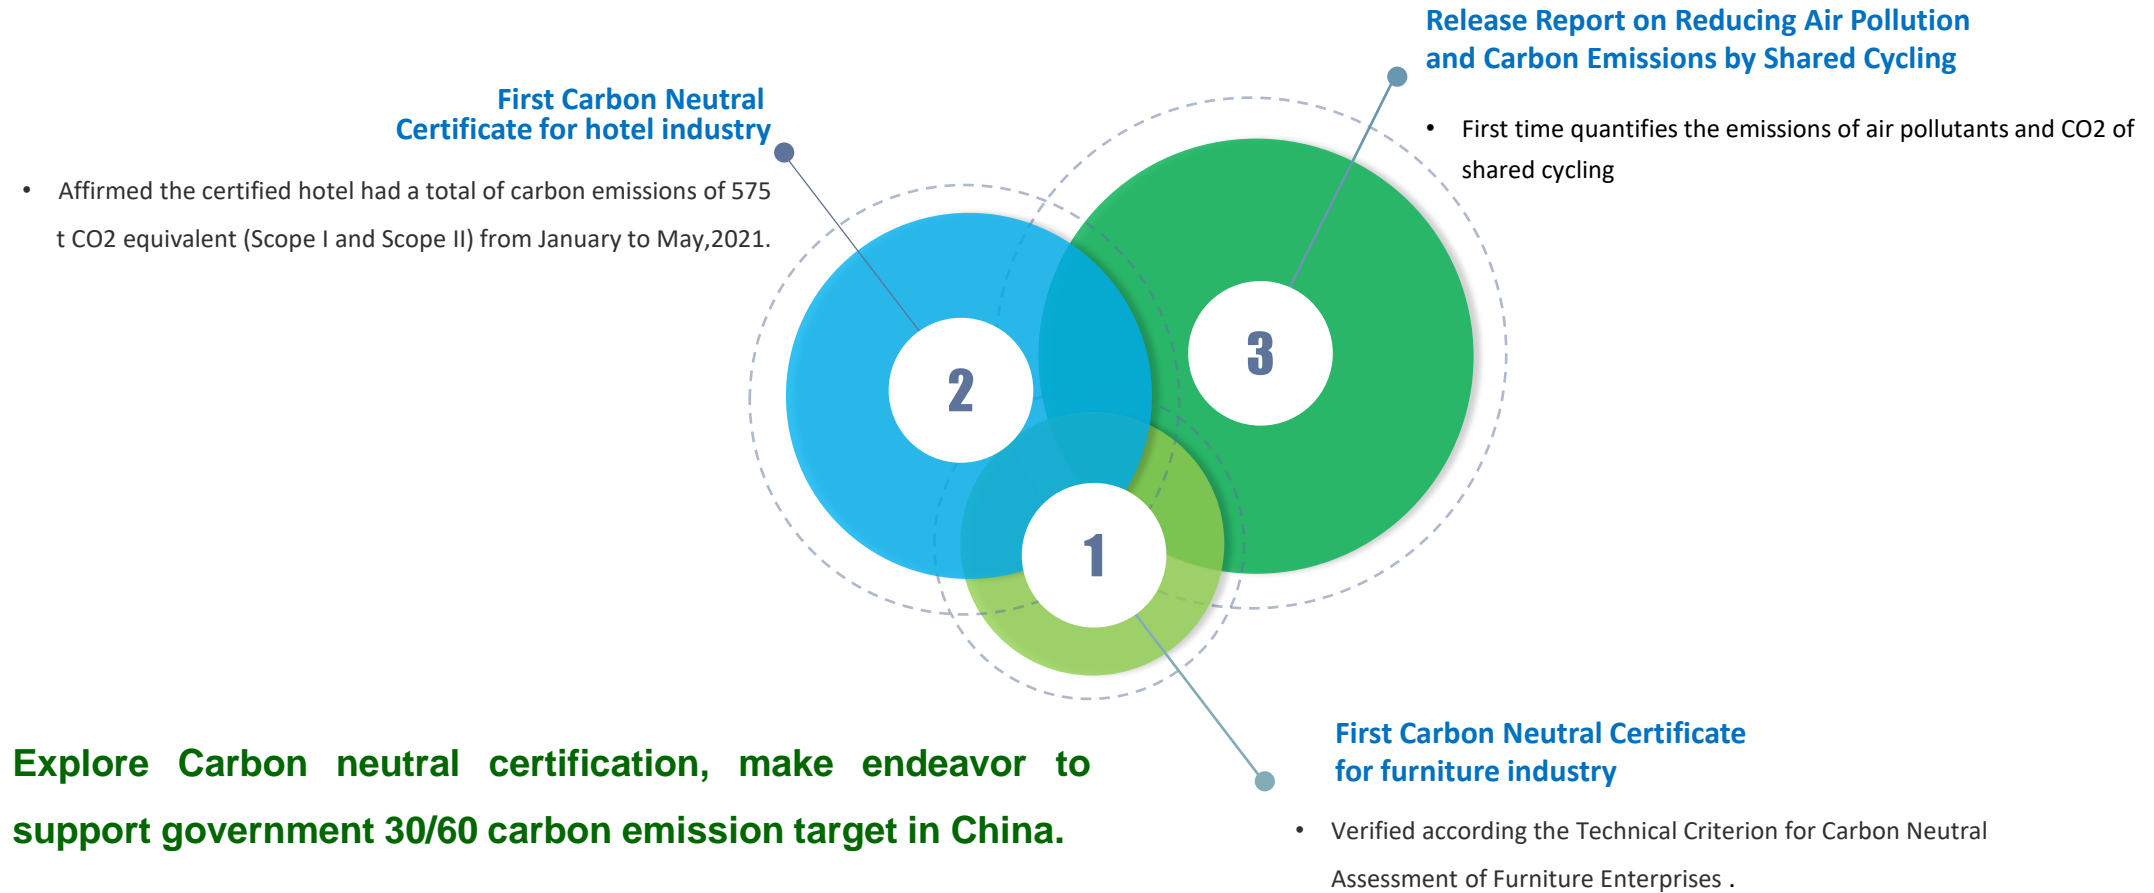 Release Report on Reducing Air Pollution
and Carbon Emissions by Shared Cycling
• First time quantifies the emissions of air pollutants and CO2 of
shared cycling
First Carbon Neutral
Certificate for hotel industry
• Affirmed the certified hotel had a total of carbon emissions of 575
t CO2 equivalent (Scope I and Scope II) from January to May,2021.
3
2
1
First Carbon Neutral Certificate
for furniture industry
• Verified according the Technical Criterion for Carbon Neutral
Assessment of Furniture Enterprises .
Explore Carbon neutral certification, make endeavor to
support government 30/60 carbon emission target in China.